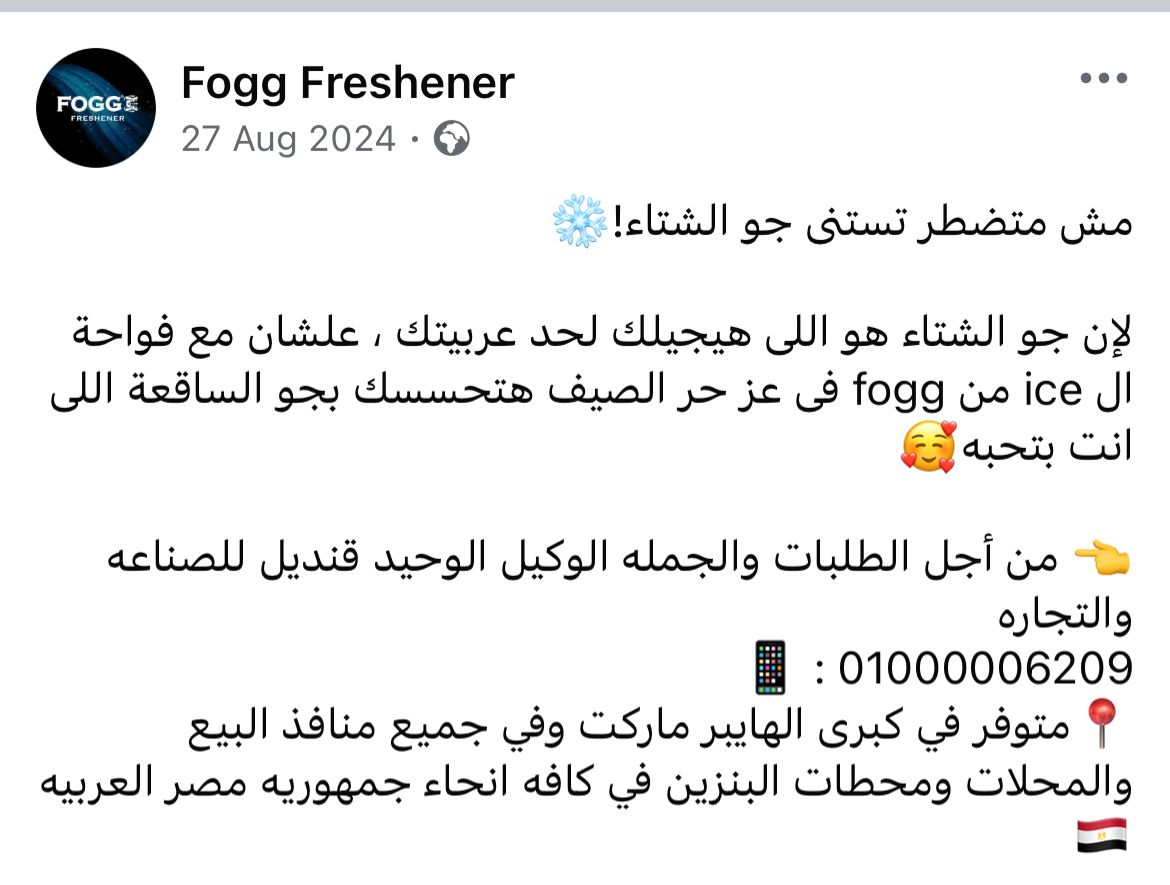 FOGG
FRESHENER
Fogg Freshener
27 Aug 2024 ·
مش متضطر تستنى جو الشتاء!❄️
لإن جو الشتاء هو اللى هيجيلك لحد عربيتك ، علشان مع فواحة
ال ice من fogg فى عز حر الصيف هتحسسك بجو الساقعة اللى
انت بتحبه🥰
👈 من أجل الطلبات والجمله الوكيل الوحيد قنديل للصناعه
والتجاره
01000006209 : 📱
📍 متوفر في كبرى الهايبر ماركت وفي جميع منافذ البيع
والمحلات ومحطات البنزين في كافه انحاء جمهوريه مصر العربيه
🇪🇬